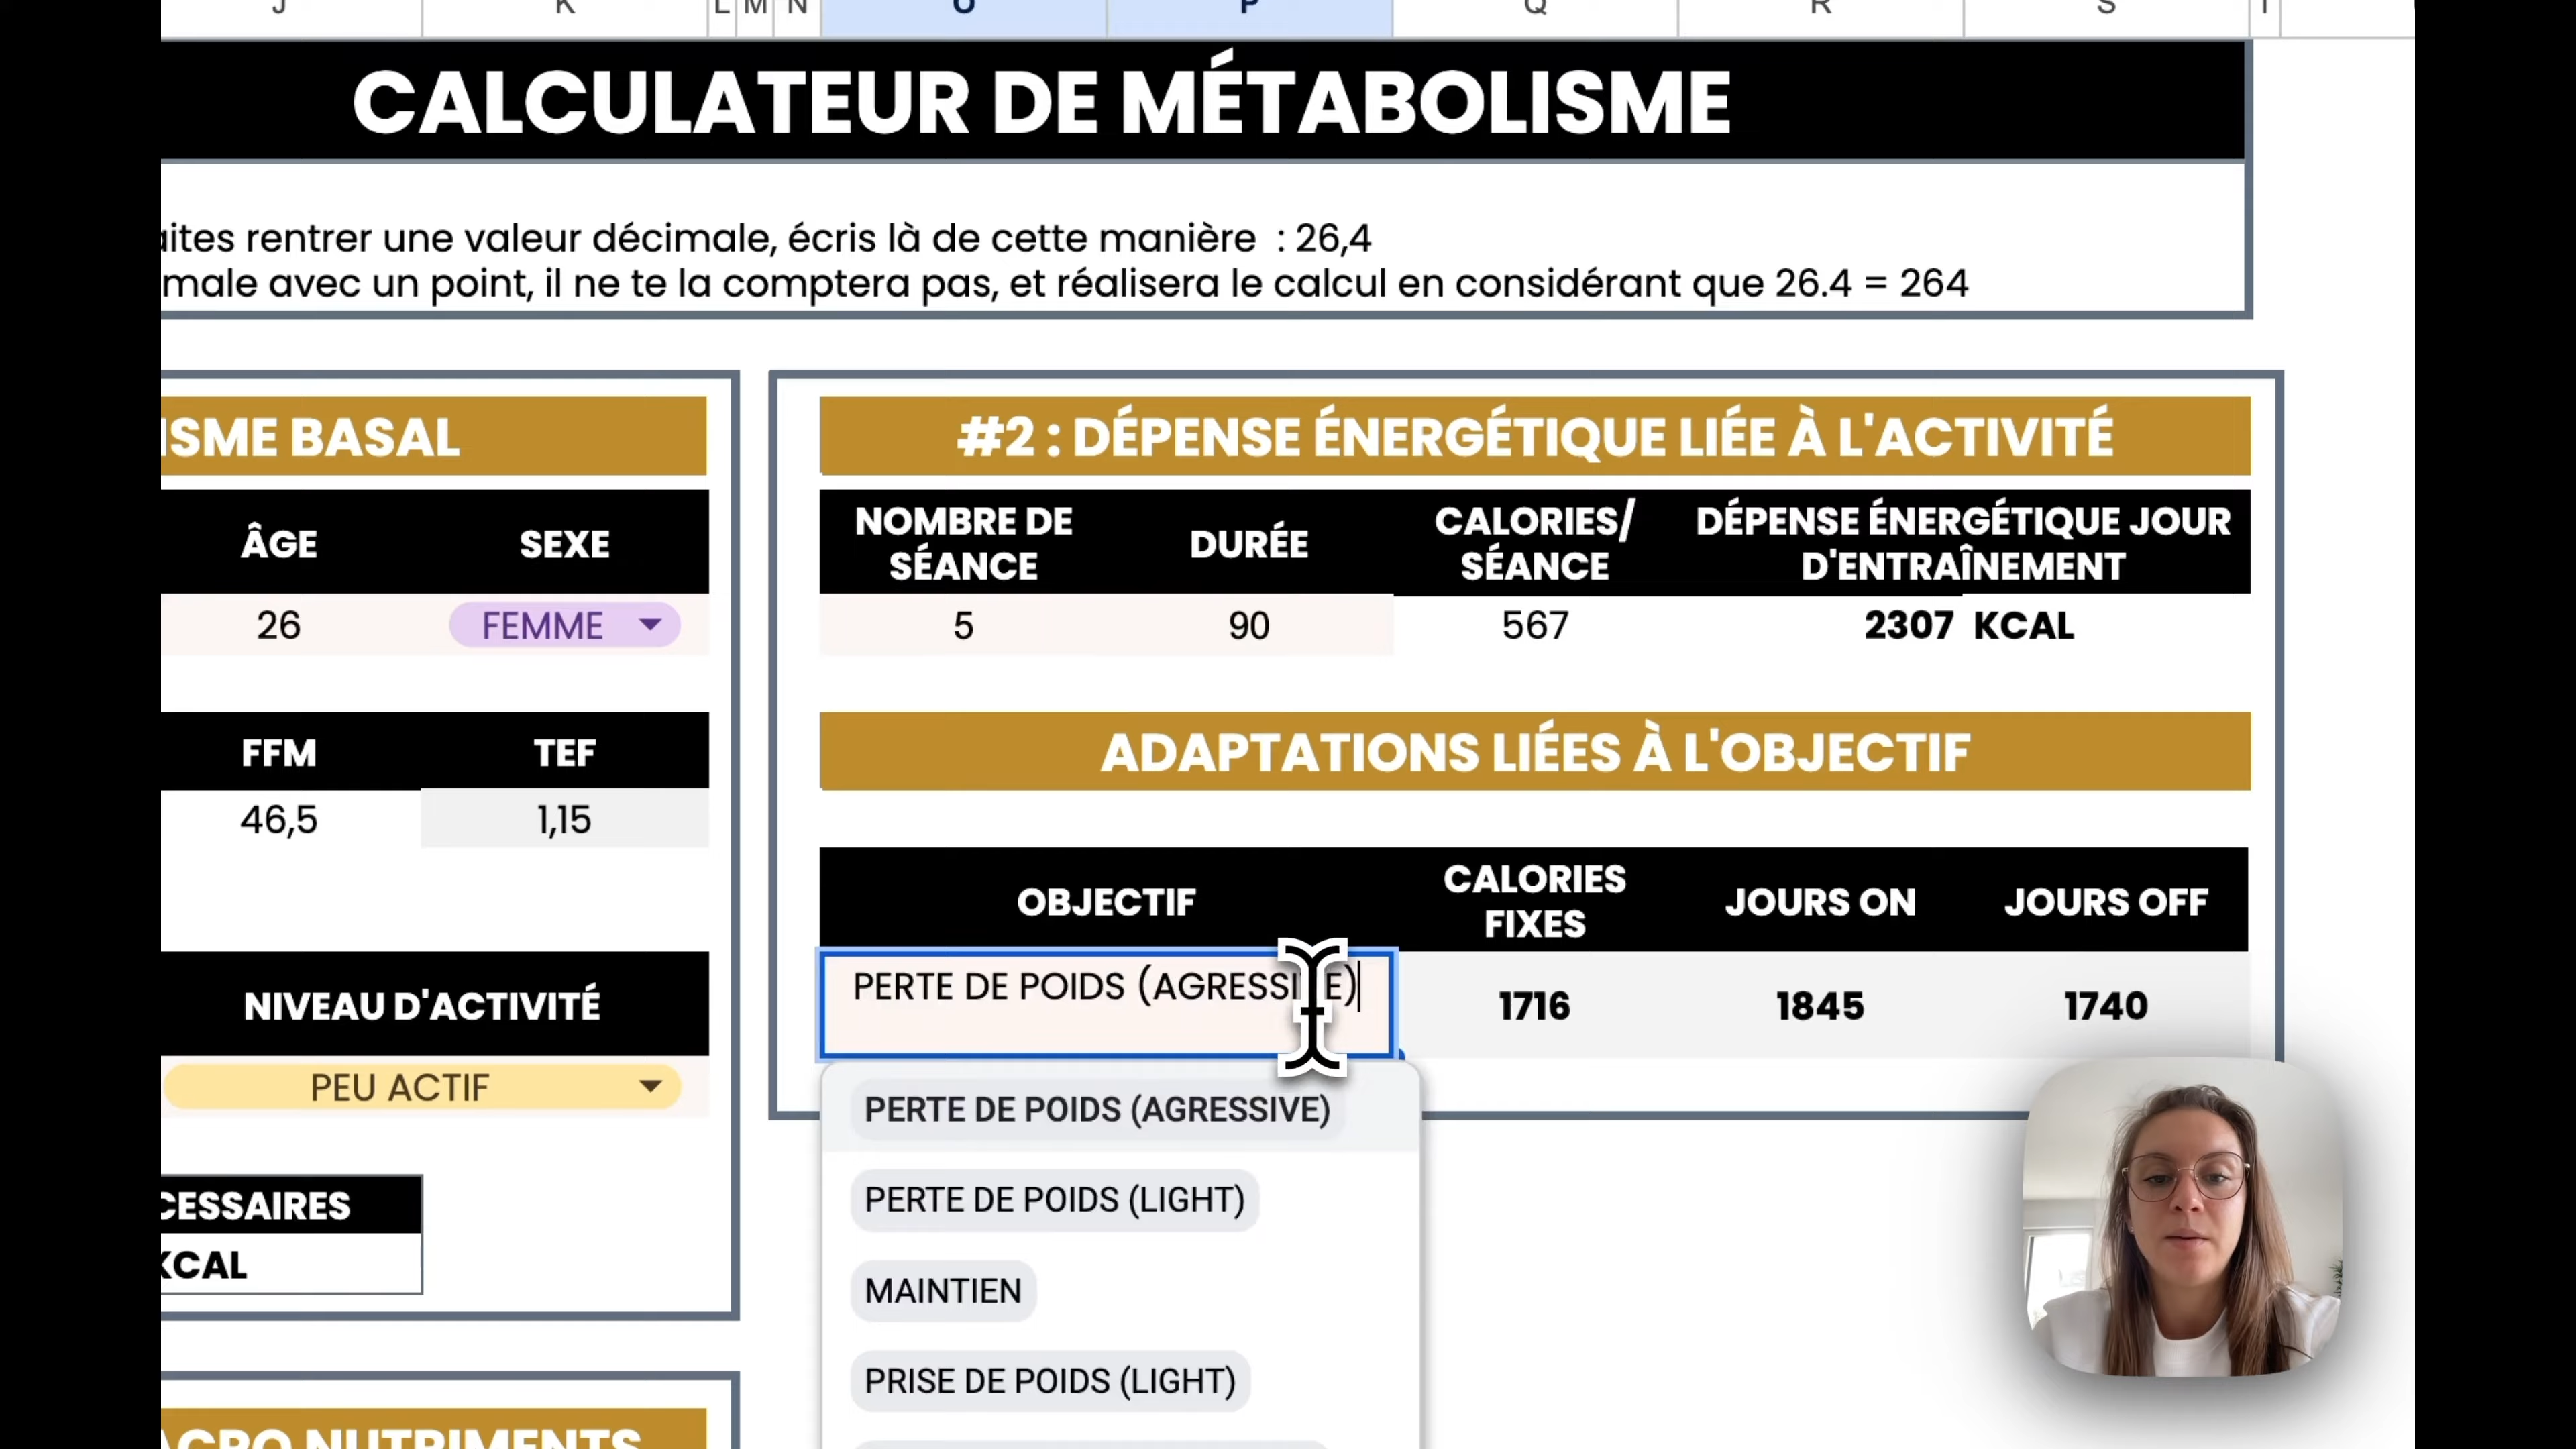 J K L M N O P Q R S T
CALCULATEUR DE MÉTABOLISME
aites rentrer une valeur décimale, écris là de cette manière : 26,4
male avec un point, il ne te la comptera pas, et réalisera le calcul en considérant que 26.4 = 264
ISME BASAL
ÂGE SEXE
26 FEMME
FFM TEF
46,5 1,15
NIVEAU D'ACTIVITÉ
PEU ACTIF
CESSAIRES
KCAL
ACRO NUTRIMENTS
#2 : DÉPENSE ÉNERGÉTIQUE LIÉE À L'ACTIVITÉ
NOMBRE DE SÉANCE DURÉE CALORIES/ SÉANCE DÉPENSE ÉNERGÉTIQUE JOUR D'ENTRAÎNEMENT
5 90 567 2307 KCAL
ADAPTATIONS LIÉES À L'OBJECTIF
OBJECTIF CALORIES FIXES JOURS ON JOURS OFF
PERTE DE POIDS (AGRESSIVE) 1716 1845 1740
PERTE DE POIDS (AGRESSIVE)
PERTE DE POIDS (LIGHT)
MAINTIEN
PRISE DE POIDS (LIGHT)